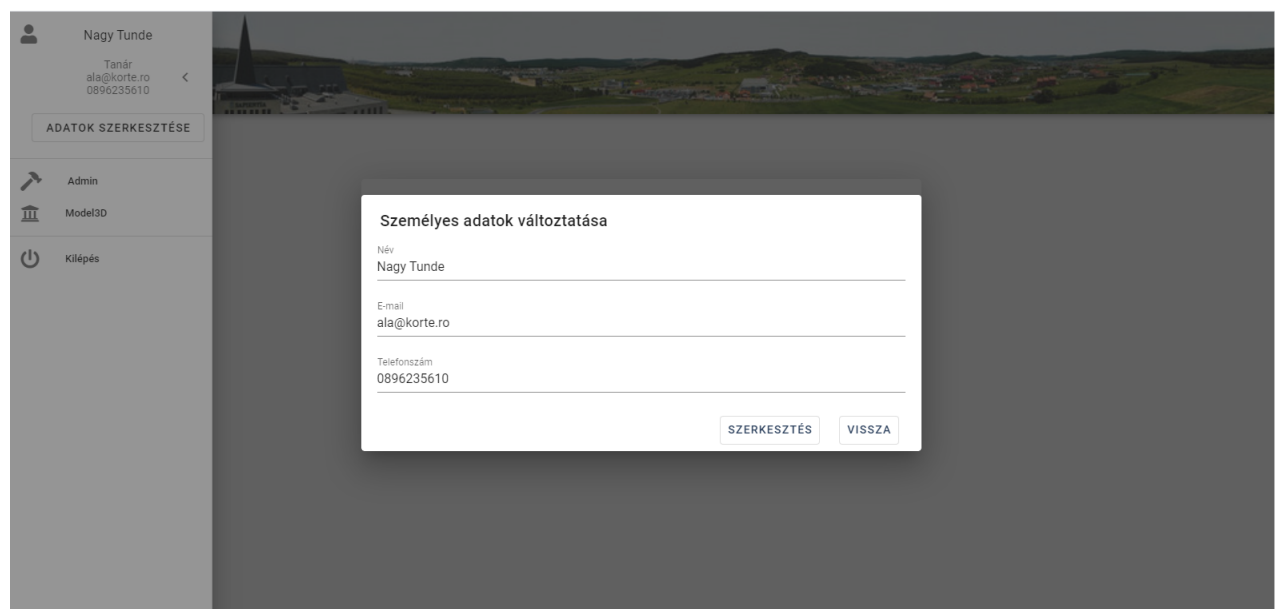 Nagy Tunde
Tanár
ala@korte.ro
0896235610
ADATOK SZERKESZTÉSE
Admin
Model3D
Kilépés
SAPIENTIA
Személyes adatok változtatása
Név
Nagy Tunde
E-mail
ala@korte.ro
Telefonszám
0896235610
SZERKESZTÉS VISSZA